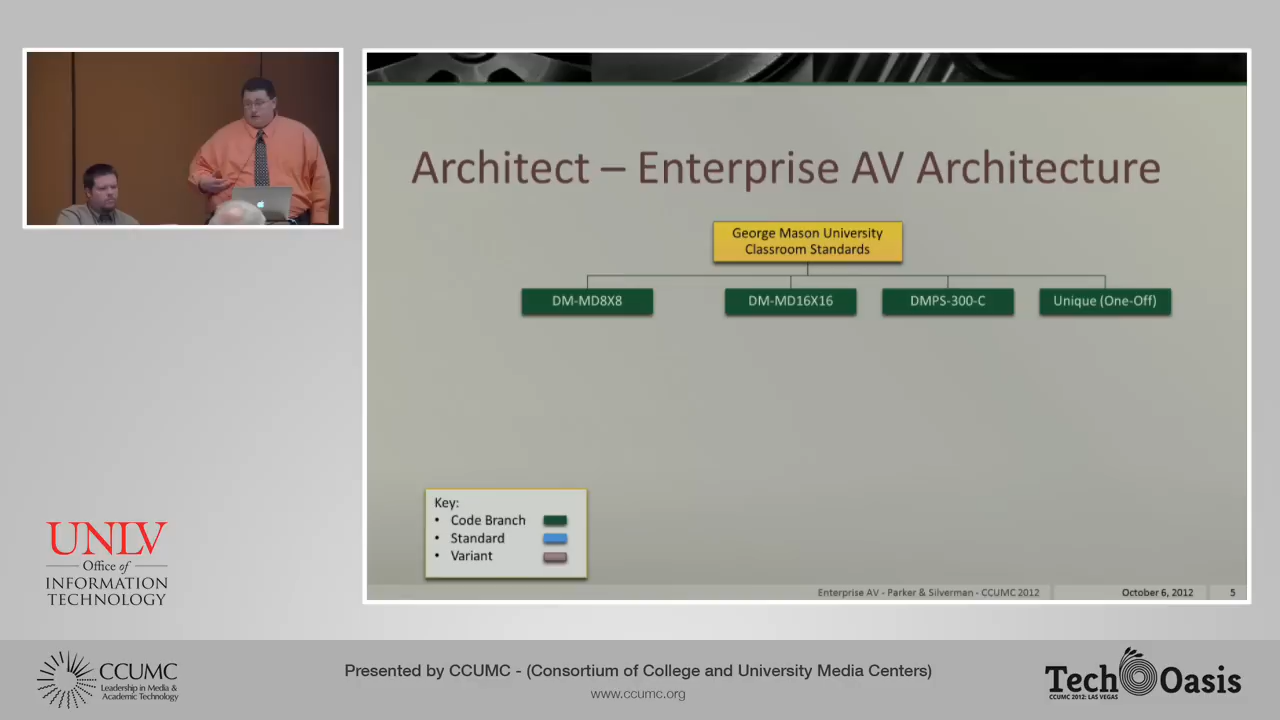 Architect – Enterprise AV Architecture
George Mason University
Classroom Standards
DM-MD8X8
DM-MD16X16
DMPS-300-C
Unique (One-Off)
Key:
• Code Branch
• Standard
• Variant
Enterprise AV - Parker & Silverman - CCUMC 2012
October 6, 2012
5
UNLV
Office of
INFORMATION
TECHNOLOGY
CCUMC
Leadership in Media &
Academic Technology
Presented by CCUMC - (Consortium of College and University Media Centers)
www.ccumc.org
Tech Oasis
CCUMC 2012: LAS VEGAS